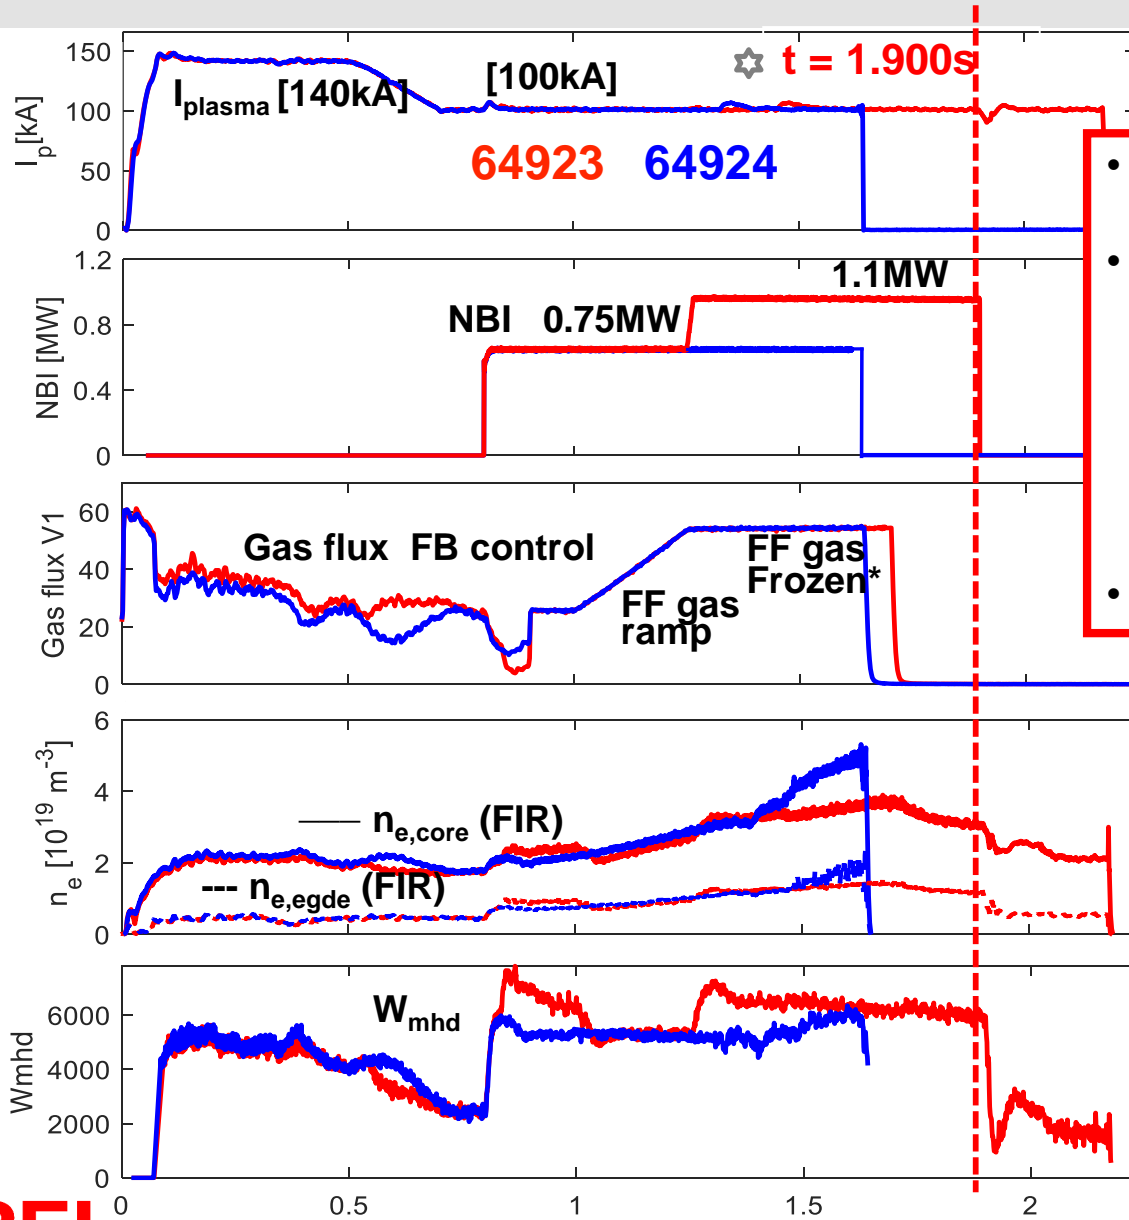 150
100
50
0
I_p[kA]
I_plasma [140kA]
[100kA]
t = 1.900s
64923 64924
1.2
0.8
0.4
0
NBI [MW]
NBI 0.75MW
1.1MW
60
40
20
0
Gas flux V1
Gas flux FB control
FF gas
ramp
FF gas
Frozen*
6
4
2
0
n_e [10^19 m^-3]
n_e,core (FIR)
--- n_e,egde (FIR)
6000
4000
2000
0
Wmhd
W_mhd
0 0.5 1 1.5 2